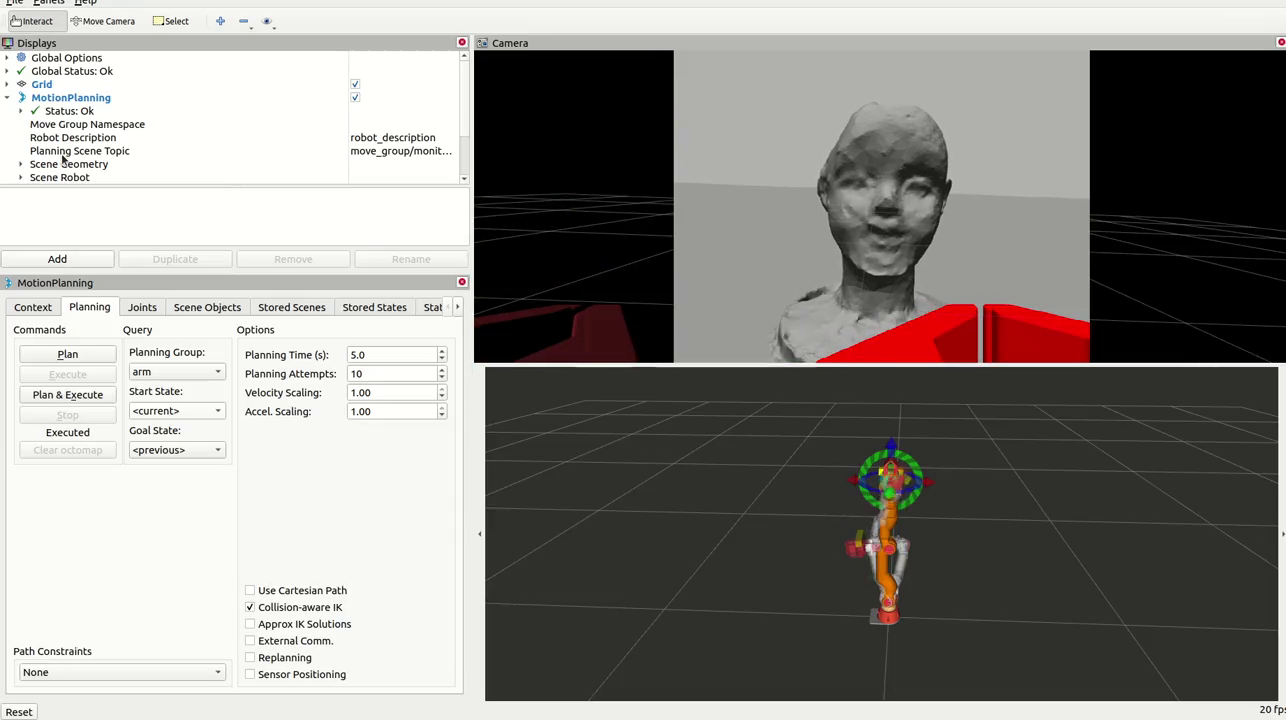 File Panels Help
Interact Move Camera Select
Displays
Camera
Global Options
Global Status: Ok
Grid
MotionPlanning
Status: Ok
Move Group Namespace
Robot Description robot_description
Planning Scene Topic move_group/monit...
Scene Geometry
Scene Robot
Add Duplicate Remove Rename
MotionPlanning
Context Planning Joints Scene Objects Stored Scenes Stored States Stat
Commands Query Options
Plan
Execute
Plan & Execute
Stop
Executed
Clear octomap
Planning Group:
arm
Start State:
<current>
Goal State:
<previous>
Planning Time (s): 5.0
Planning Attempts: 10
Velocity Scaling: 1.00
Accel. Scaling: 1.00
Use Cartesian Path
Collision-aware IK
Approx IK Solutions
External Comm.
Replanning
Sensor Positioning
Path Constraints
None
Reset
20 fps